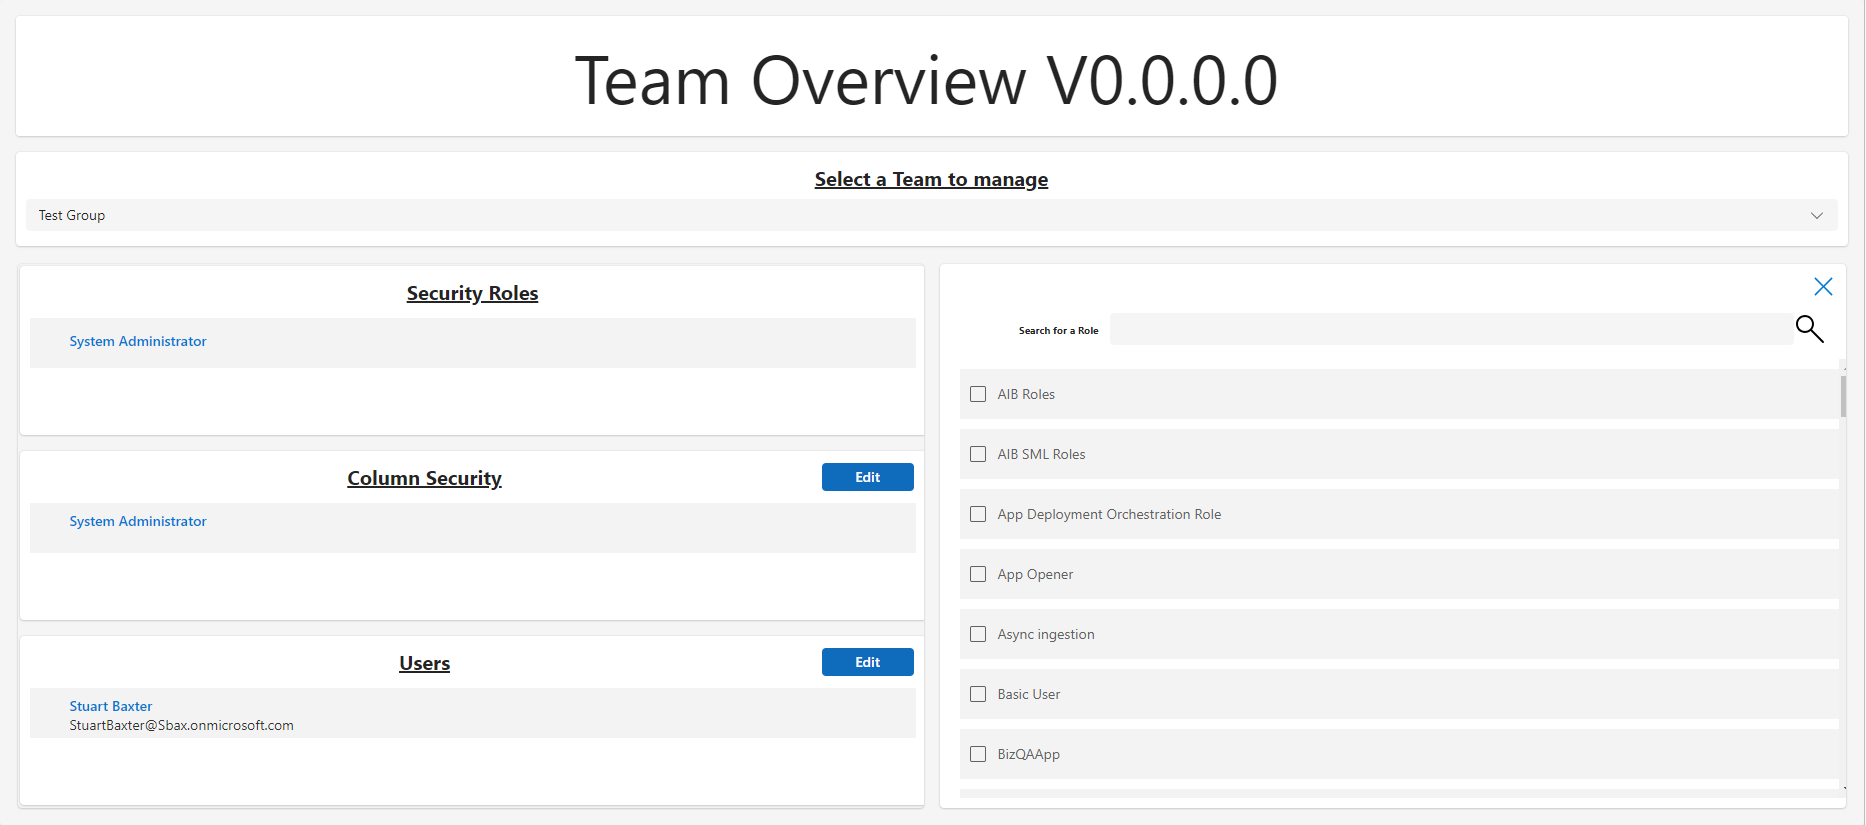 Team Overview V0.0.0.0
Select a Team to manage
Test Group
Security Roles
System Administrator
Column Security
Edit
System Administrator
Users
Edit
Stuart Baxter
StuartBaxter@Sbax.onmicrosoft.com
Search for a Role
AIB Roles
AIB SML Roles
App Deployment Orchestration Role
App Opener
Async ingestion
Basic User
BizQAApp